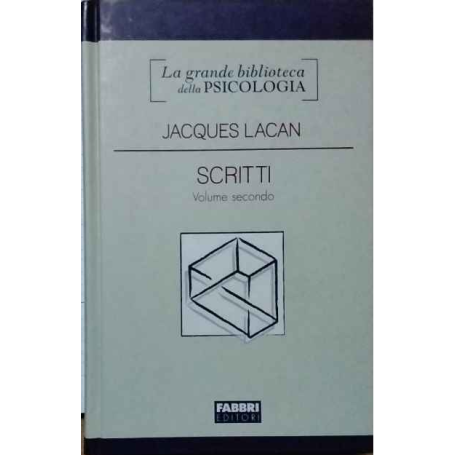 La grande biblioteca
della PSICOLOGIA
JACQUES LACAN
SCRITTI
Volume secondo
FABBRI
EDITORI